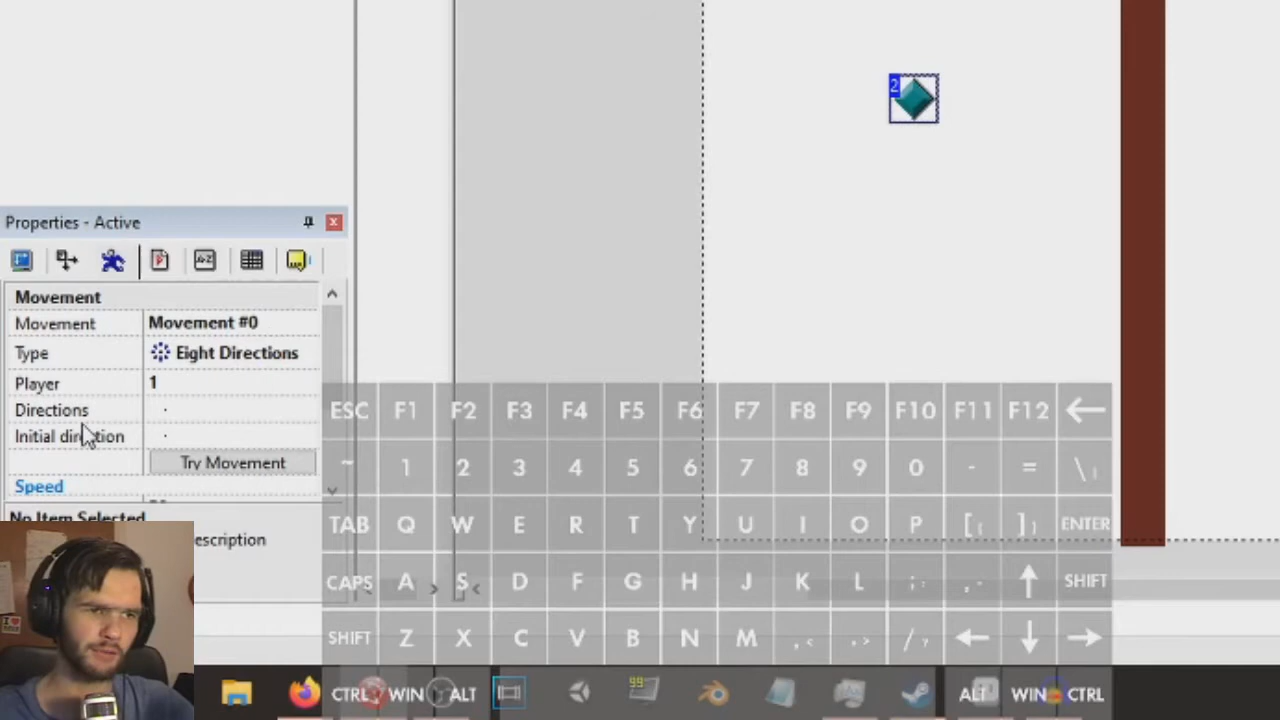 2
Properties - Active
Movement
Movement Movement #0
Type Eight Directions
Player 1
Directions
Initial direction
Try Movement
Speed
No Item Selected
escription
ESC F1 F2 F3 F4 F5 F6 F7 F8 F9 F10 F11 F12 ←
~ 1 2 3 4 5 6 7 8 9 0 - = \ |
TAB Q W E R T Y U I O P [ { ] } ENTER
CAPS A S D F G H J K L ; : ↑ SHIFT
SHIFT Z X C V B N M , < . > / ? ← ↓ →
CTRL WIN ALT 99 ALT WIN CTRL